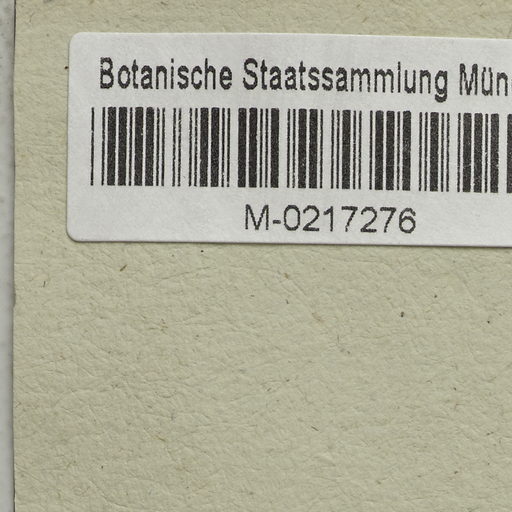 Botanische Staatssammlung Mün
M-0217276